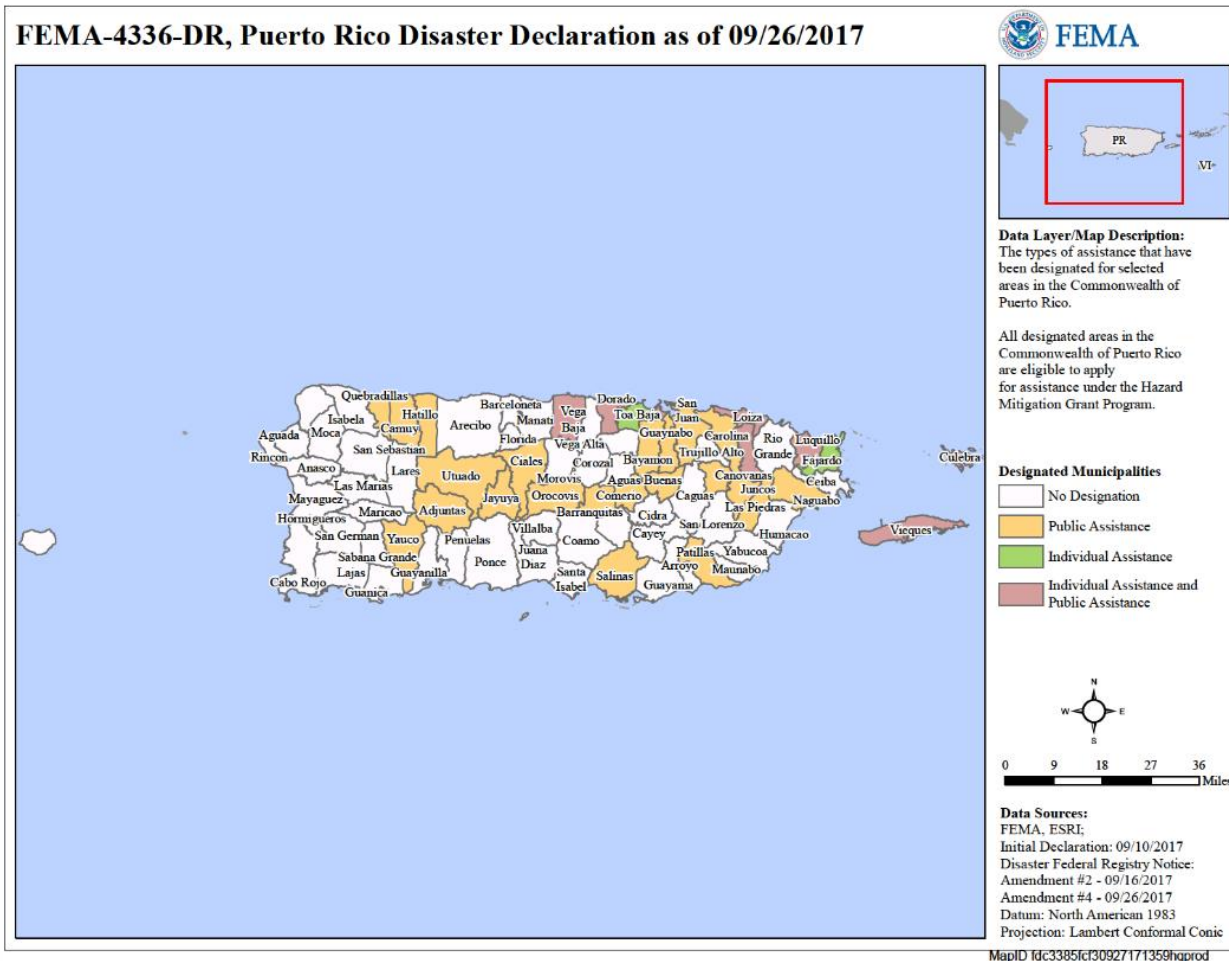 FEMA-4336-DR, Puerto Rico Disaster Declaration as of 09/26/2017
FEMA
PR
VI
Data Layer/Map Description:
The types of assistance that have
been designated for selected
areas in the Commonwealth of
Puerto Rico.
All designated areas in the
Commonwealth of Puerto Rico
are eligible to apply
for assistance under the Hazard
Mitigation Grant Program.
Designated Municipalities
No Designation
Public Assistance
Individual Assistance
Individual Assistance and
Public Assistance
N
W
E
S
0 9 18 27 36
Miles
Data Sources:
FEMA, ESRI;
Initial Declaration: 09/10/2017
Disaster Federal Registry Notice:
Amendment #2 - 09/16/2017
Amendment #4 - 09/26/2017
Datum: North American 1983
Projection: Lambert Conformal Conic
MapID fdc3385fcf30927171359hqprod
Quebradillas
Isabela
Camuy
Hatillo
Arecibo
Barceloneta
Manati
Florida
Vega
Baja
Vega Alta
Dorado
Toa Baja
San
Juan
Guaynabo
Carolina
Loiza
Rio
Grande
Luquillo
Fajardo
Ceiba
Culebra
Vieques
Aguada
Moca
Rincon
San Sebastian
Anasco
Lares
Las Marias
Utuado
Ciales
Morovis
Corozal
Bayamon
Trujillo Alto
Canovanas
Mayaguez
Maricao
Adjuntas
Jayuya
Orocovis
Comerio
Aguas Buenas
Caguas
Juncos
Las Piedras
Naguabo
Hormigueros
San German
Yauco
Penuelas
Villalba
Barranquitas
Cidra
San Lorenzo
Humacao
Sabana Grande
Coamo
Cayey
Patillas
Yabucoa
Cabo Rojo
Lajas
Guayanilla
Ponce
Juana
Diaz
Santa
Isabel
Salinas
Arroyo
Maunabo
Guanica
Guayama